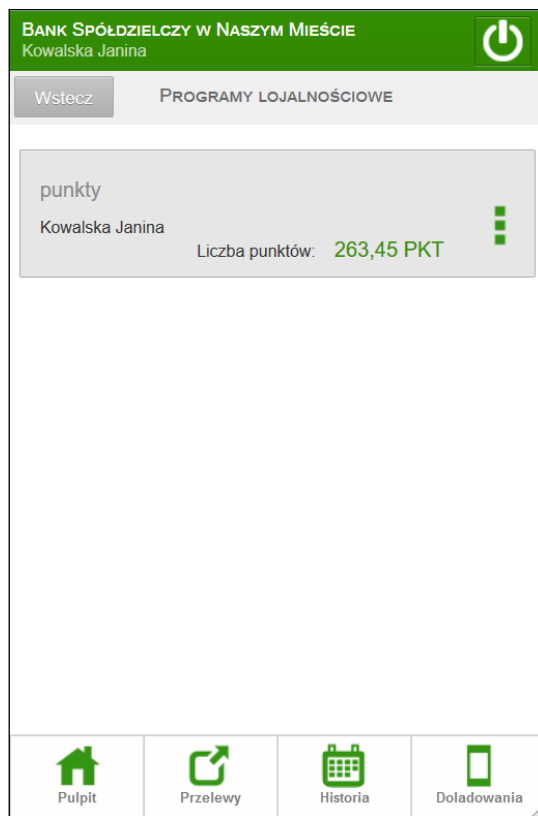 Bank Spółdzielczy w Naszym Mieście
Kowalska Janina
Wstecz Programy lojalnościowe
punkty
Kowalska Janina
Liczba punktów: 263,45 PKT
Pulpit Przelewy Historia Doladowania